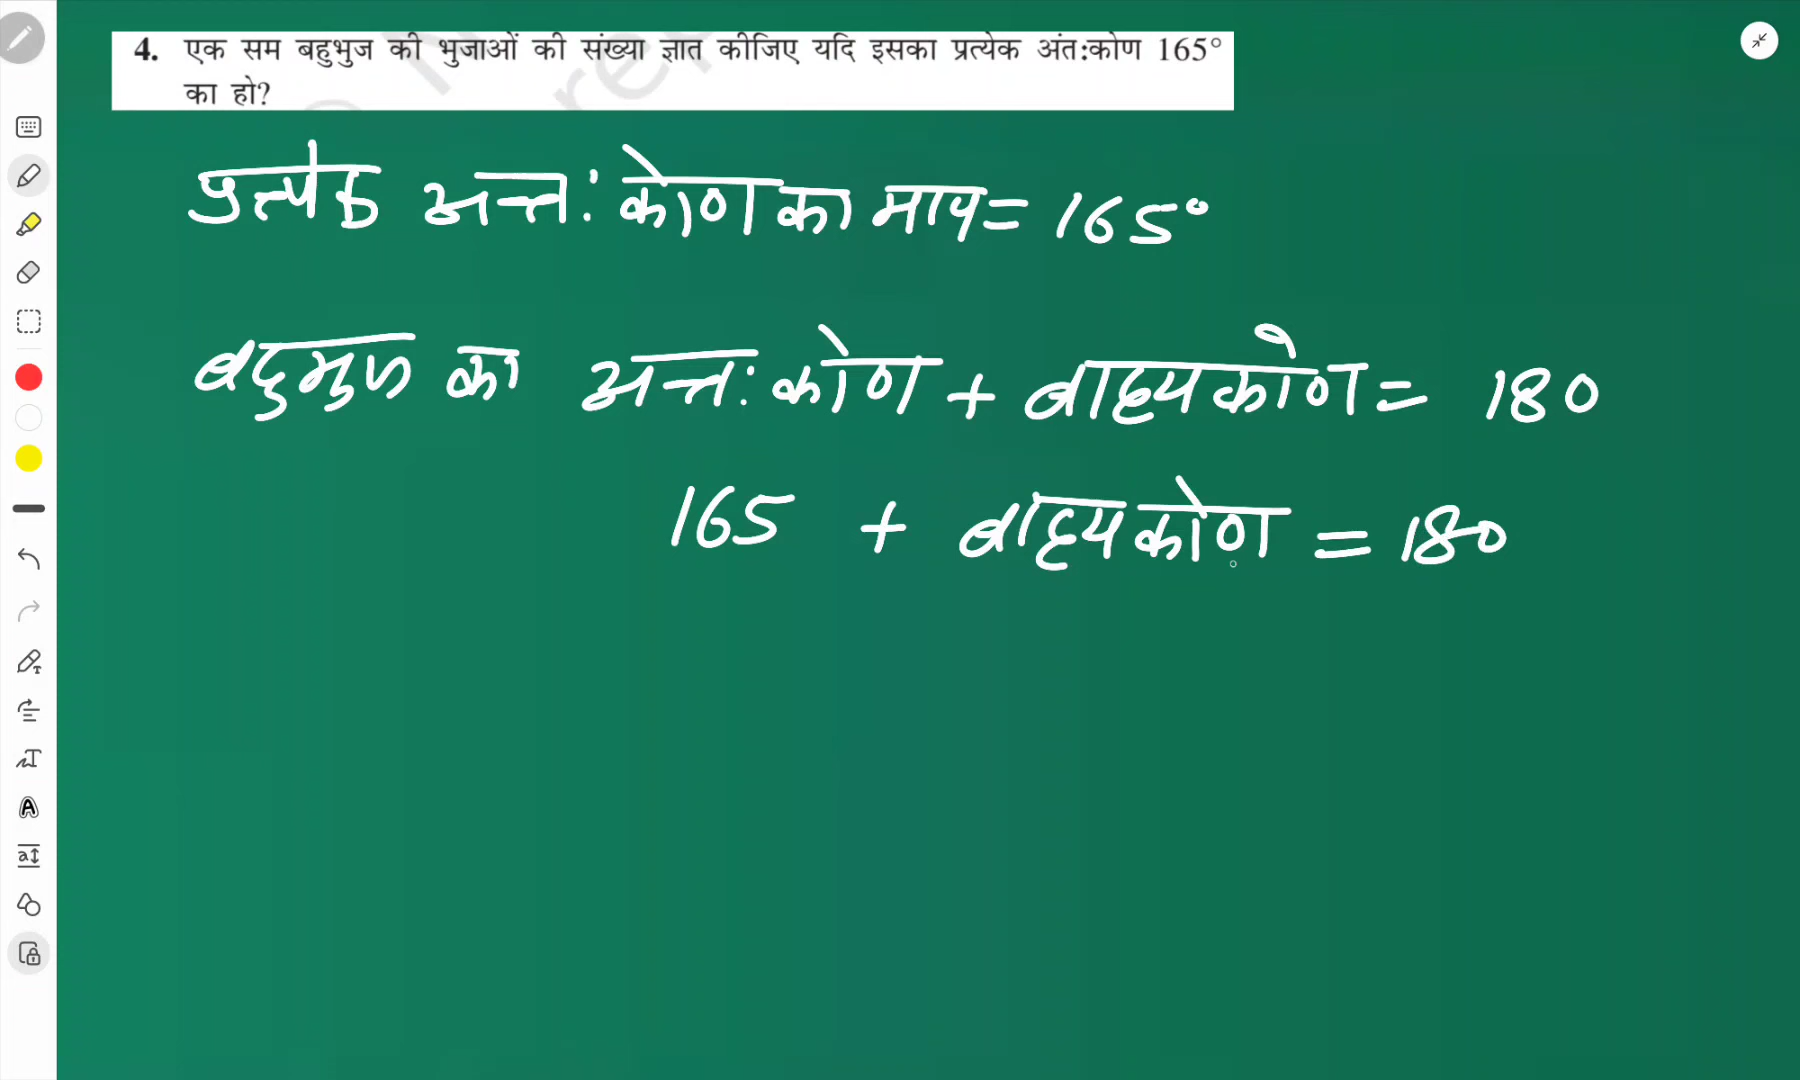 4. एक सम बहुभुज की भुजाओं की संख्या ज्ञात कीजिए यदि इसका प्रत्येक अंत:कोण 165°
का हो?
प्रत्येक अन्त: कोण का माप = 165°
बहुभुज का अन्त: कोण + बाह्य कोण = 180
165 + बाह्य कोण = 180